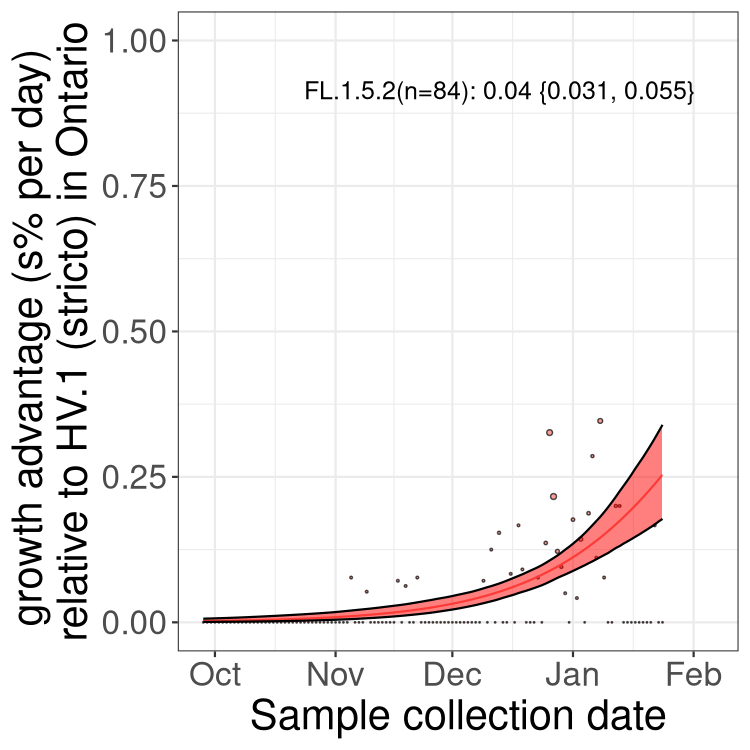 growth advantage (s% per day)
relative to HV.1 (stricto) in Ontario
1.00
0.75
0.50
0.25
0.00
FL.1.5.2(n=84): 0.04 {0.031, 0.055}
Oct Nov Dec Jan Feb
Sample collection date